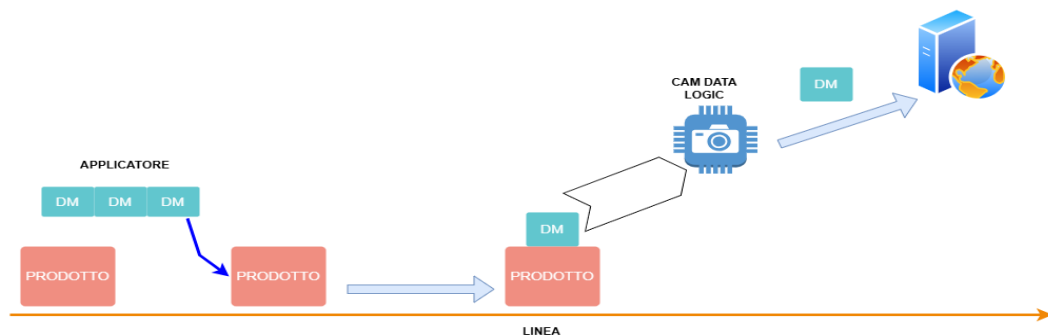 CAM DATA
LOGIC
DM
APPLICATORE
DM DM DM
DM
PRODOTTO
PRODOTTO
PRODOTTO
LINEA